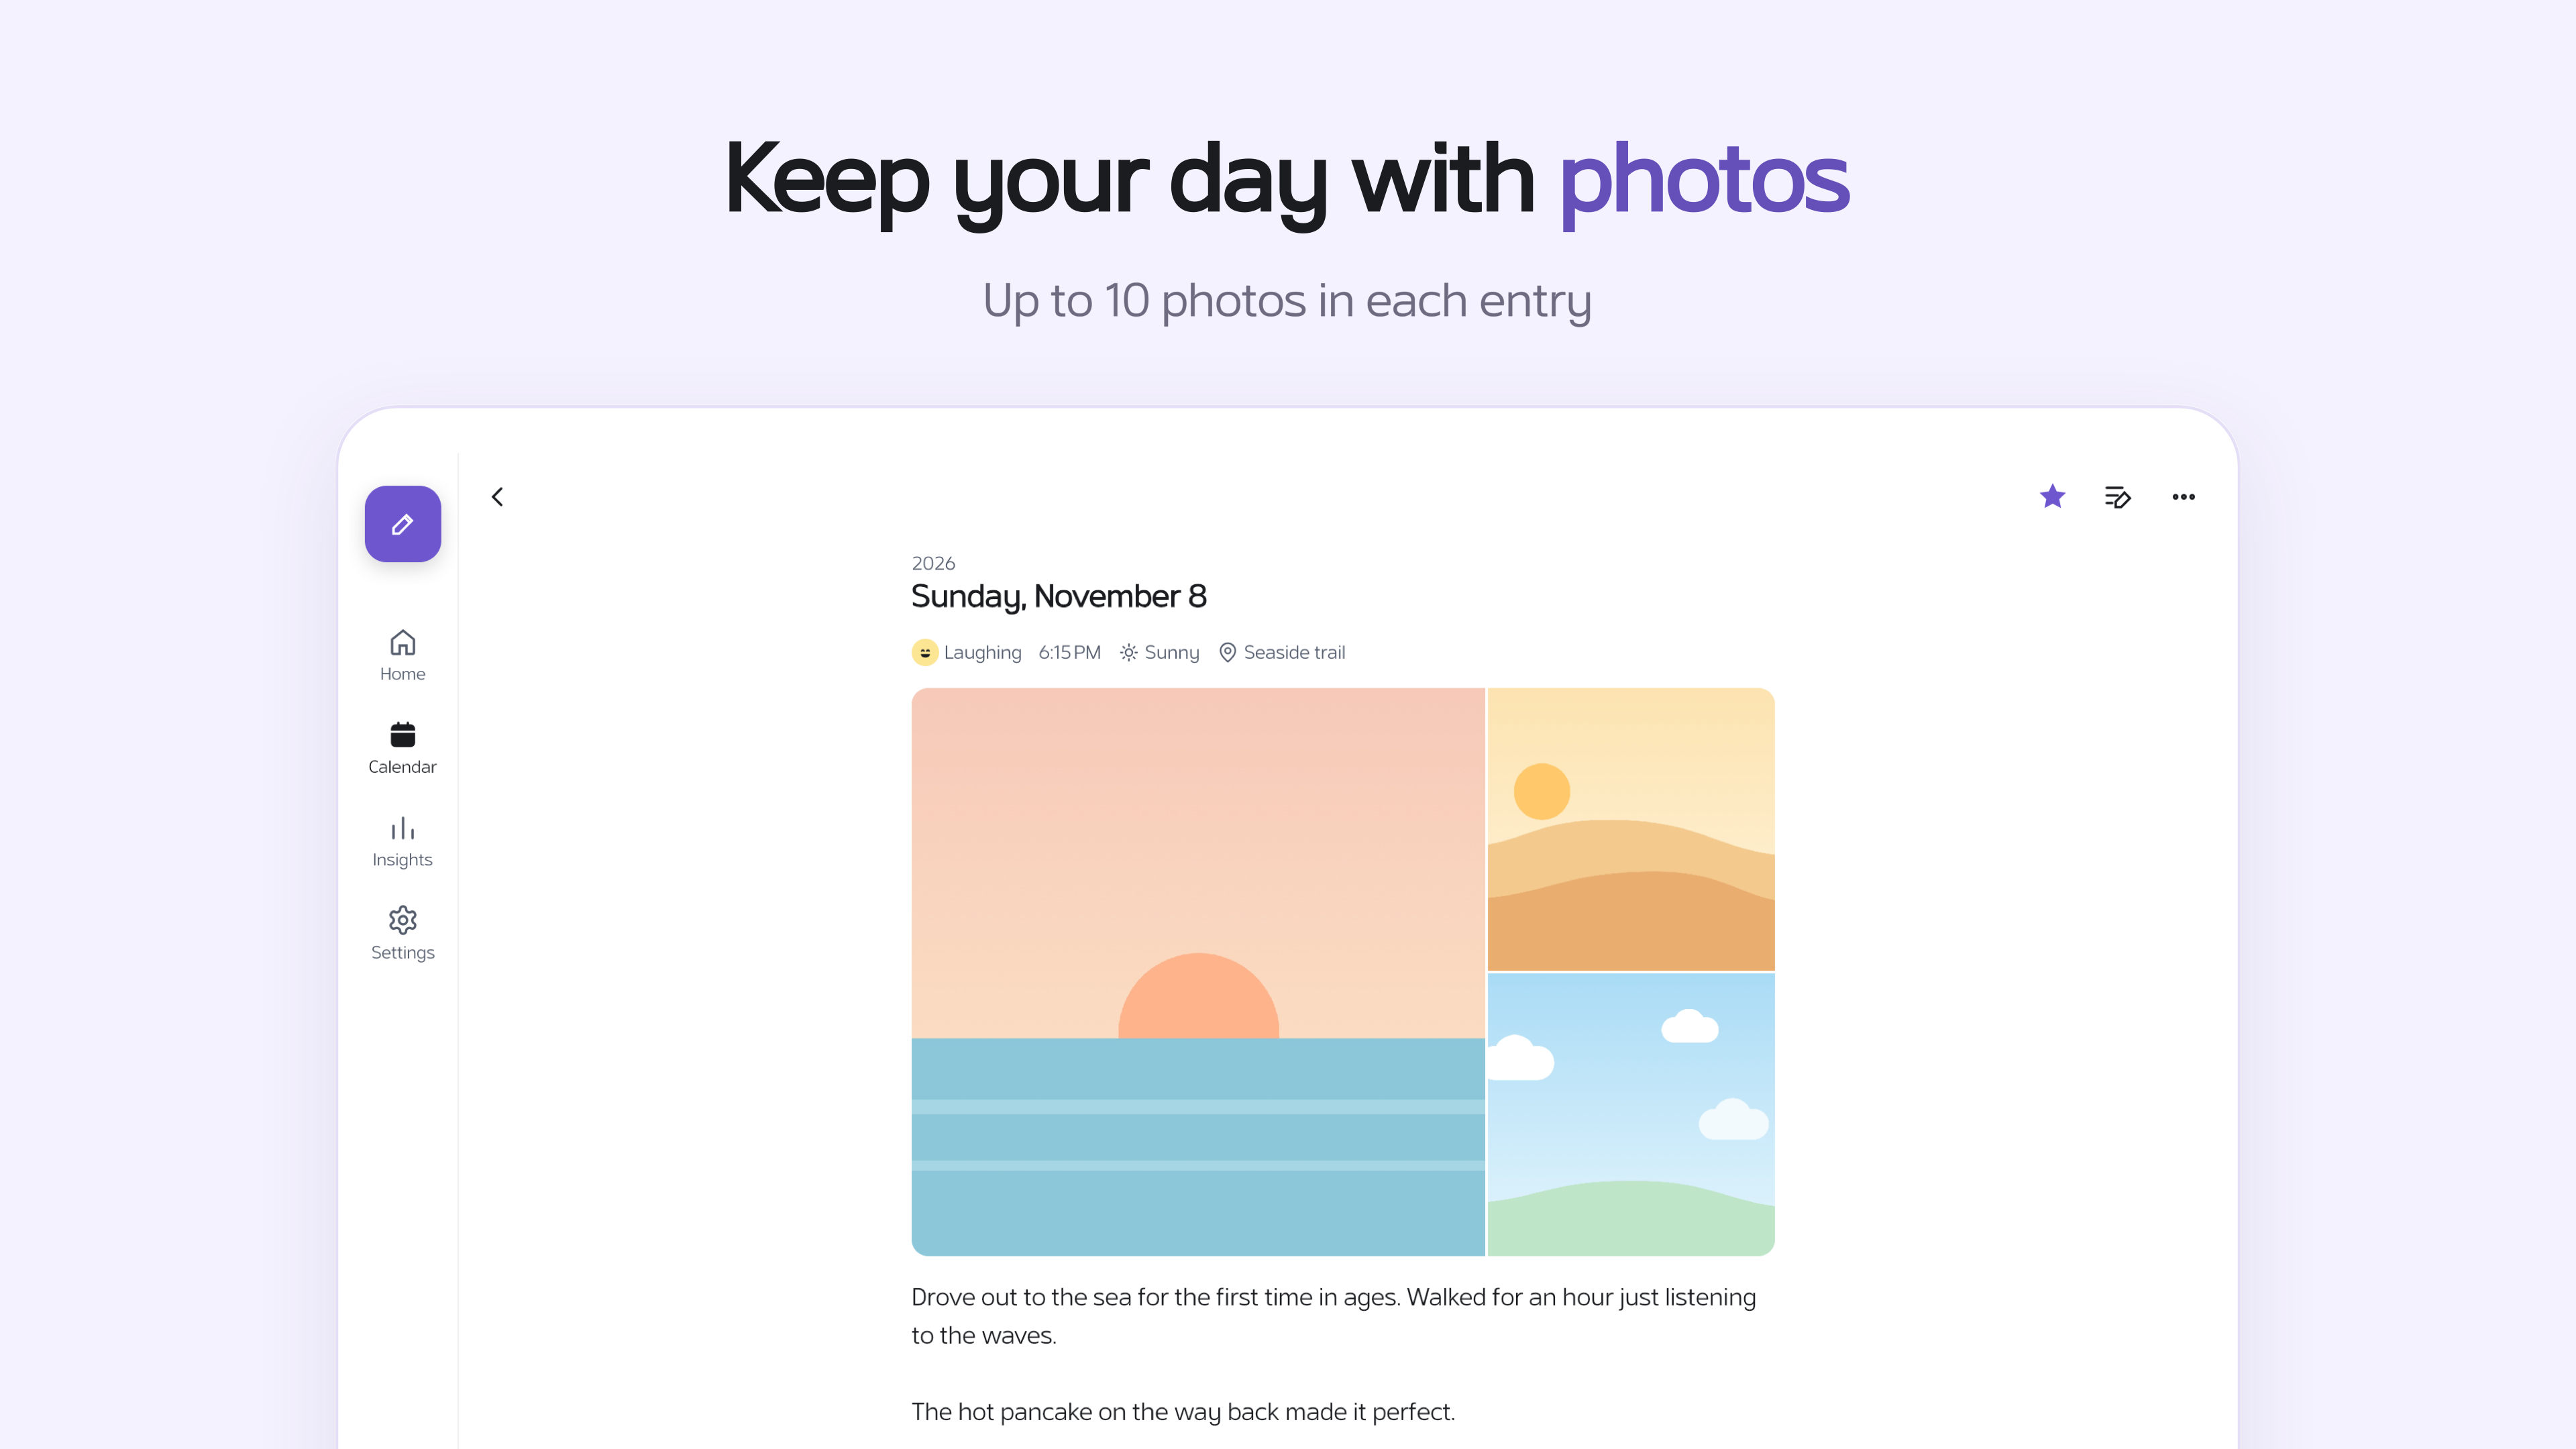 Keep your day with photos
Up to 10 photos in each entry
2026
Sunday, November 8
Laughing 6:15 PM Sunny Seaside trail
Home
Calendar
Insights
Settings
Drove out to the sea for the first time in ages. Walked for an hour just listening
to the waves.
The hot pancake on the way back made it perfect.